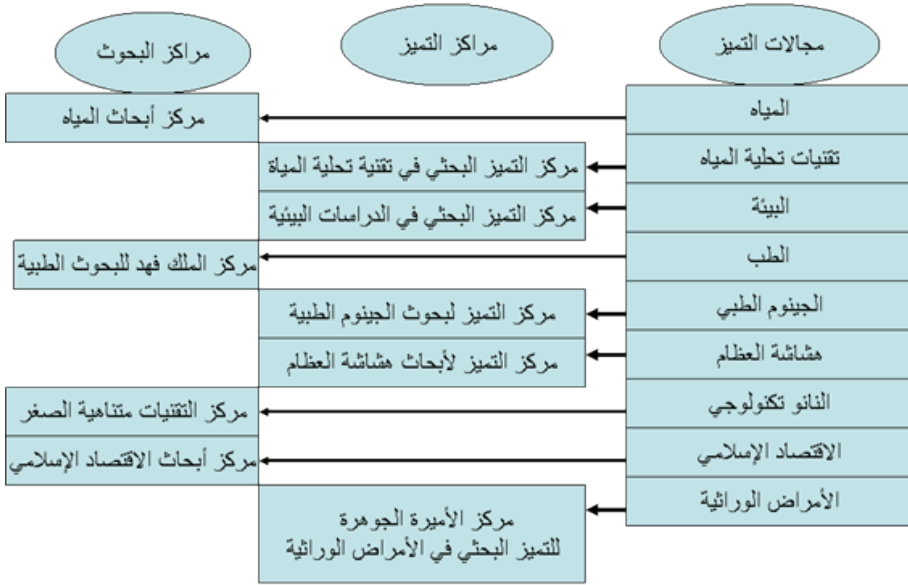 مجالات التميز
مراكز التميز
مراكز البحوث
المياه
مركز أبحاث المياه
تقنيات تحلية المياه
مركز التميز البحثي في تقنية تحلية المياة
البيئة
مركز التميز البحثي في الدراسات البيئية
الطب
مركز الملك فهد للبحوث الطبية
الجينوم الطبي
مركز التميز لبحوث الجينوم الطبية
هشاشة العظام
مركز التميز لأبحاث هشاشة العظام
النانو تكنولوجي
مركز التقنيات متناهية الصغر
الاقتصاد الإسلامي
مركز أبحاث الاقتصاد الإسلامي
الأمراض الوراثية
مركز الأميرة الجوهرة
للتميز البحثي في الأمراض الوراثية